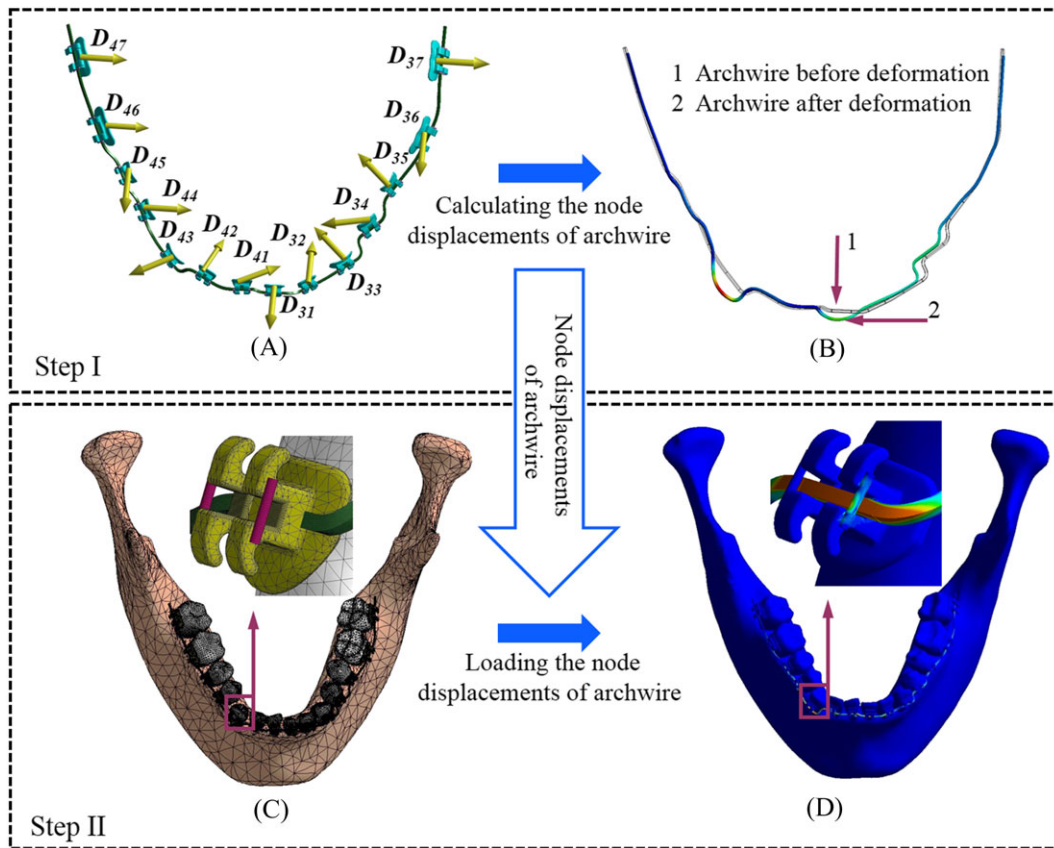 D47
D46
D45
D44
D43
D42
D41
D31
D32
D33
D34
D35
D36
D37
(A)
Step I
Calculating the node
displacements of archwire
1 Archwire before deformation
2 Archwire after deformation
1
2
(B)
Node displacements
of archwire
(C)
Step II
Loading the node
displacements of archwire
(D)